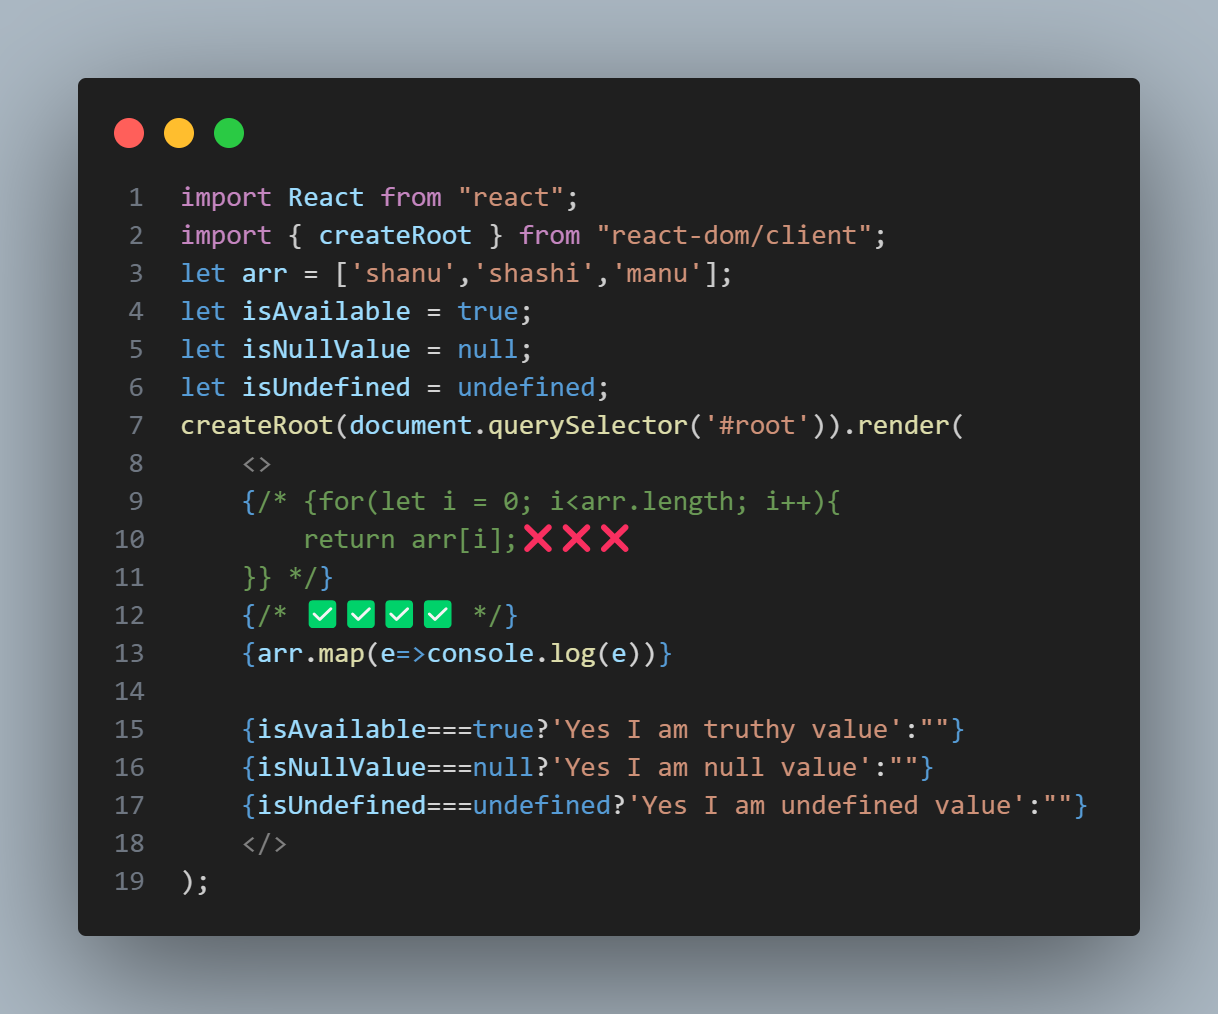 1 import React from "react";
2 import { createRoot } from "react-dom/client";
3 let arr = ['shanu','shashi','manu'];
4 let isAvailable = true;
5 let isNullValue = null;
6 let isUndefined = undefined;
7 createRoot(document.querySelector('#root')).render(
8     <>
9     {/* {for(let i = 0; i<arr.length; i++){
10         return arr[i];❌❌❌
11     }} */}
12     {/* ✅✅✅✅ */}
13     {arr.map(e=>console.log(e))}
14
15     {isAvailable===true?'Yes I am truthy value':""}
16     {isNullValue===null?'Yes I am null value':""}
17     {isUndefined===undefined?'Yes I am undefined value':""}
18     </>
19 );